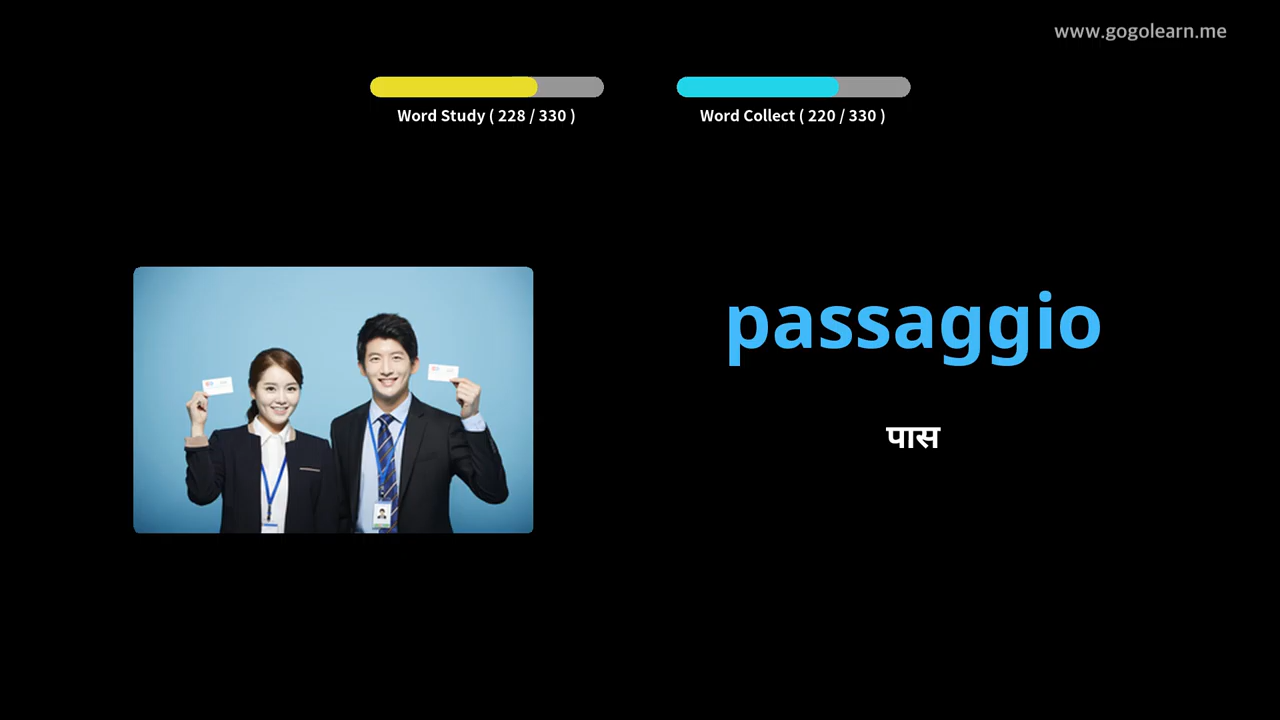 www.gogolearn.me
Word Study ( 228 / 330 )
Word Collect ( 220 / 330 )
passaggio
पास